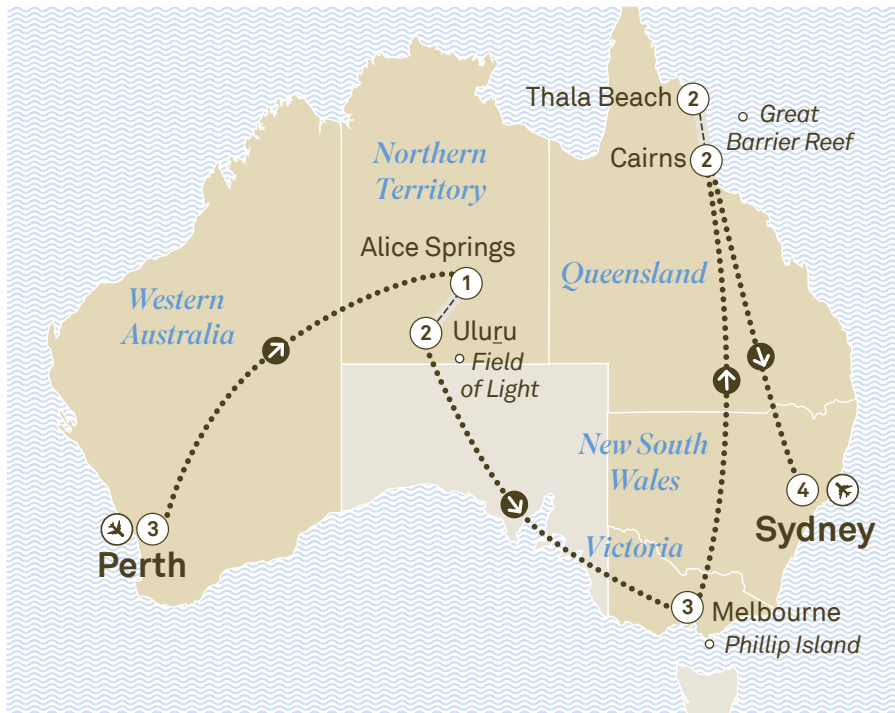 Thala Beach 2
Great
Barrier Reef
Cairns 2
Northern
Territory
Alice Springs
1
Queensland
Western
Australia
2 Uluṟu
Field
of Light
New South
Wales
4
Sydney
3
Perth
Victoria
3 Melbourne
Phillip Island